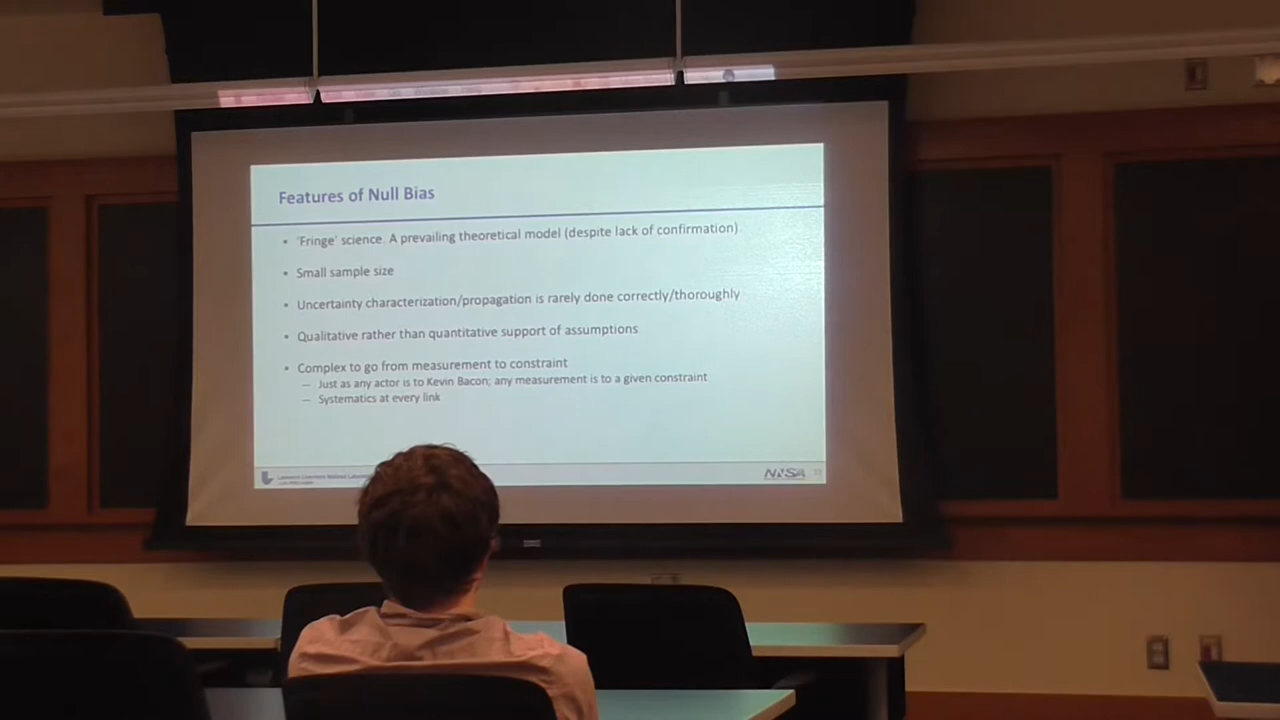 Features of Null Bias
'Fringe' science. A prevailing theoretical model (despite lack of confirmation)
Small sample size
Uncertainty characterization/propagation is rarely done correctly/thoroughly
Qualitative rather than quantitative support of assumptions
Complex to go from measurement to constraint
— Just as any actor is to Kevin Bacon; any measurement is to a given constraint
— Systematics at every link
Lawrence Livermore National
NNSA